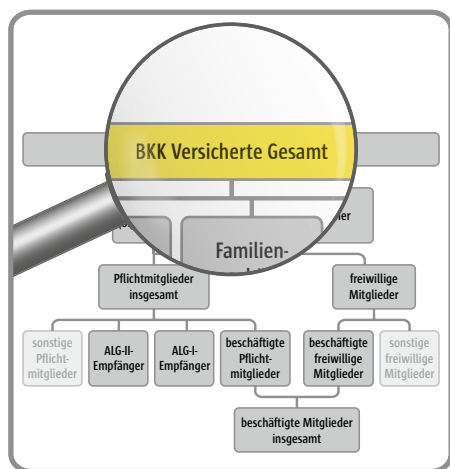 BKK Versicherte Gesamt
Familien-
Pflichtmitglieder
insgesamt
freiwillige
Mitglieder
sonstige
Pflicht-
mitglieder
ALG-II-
Empfänger
ALG-I-
Empfänger
beschäftigte
Pflicht-
mitglieder
beschäftigte
freiwillige
Mitglieder
sonstige
freiwillige
Mitglieder
beschäftigte Mitglieder
insgesamt